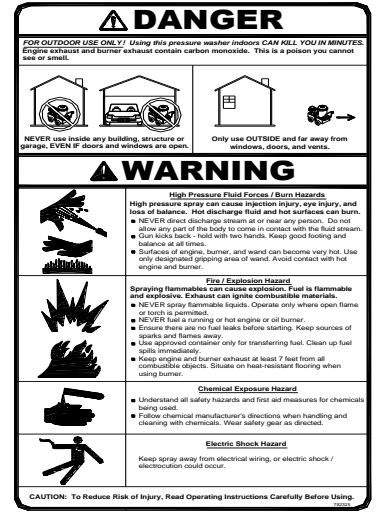 DANGER
FOR OUTDOOR USE ONLY! Using this pressure washer indoors CAN KILL YOU IN MINUTES.
Engine exhaust and burner exhaust contain carbon monoxide. This is a poison you cannot
see or smell.
NEVER use inside any building, structure or
garage, EVEN IF doors and windows are open.
Only use OUTSIDE and far away from
windows, doors, and vents.
WARNING
High Pressure Fluid Forces / Burn Hazards
High pressure spray can cause injection injury, eye injury, and
loss of balance. Hot discharge fluid and hot surfaces can burn.
NEVER direct discharge stream at or near any person. Do not
allow any part of the body to come in contact with the fluid stream.
Gun kicks back - hold with two hands. Keep good footing and
balance at all times.
Surfaces of engine, burner, and wand can become very hot. Use
only designated gripping area of wand. Avoid contact with hot
engine and burner.
Fire / Explosion Hazard
Spraying flammables can cause explosion. Fuel is flammable
and explosive. Exhaust can ignite combustible materials.
NEVER spray flammable liquids. Operate only where open flame
or torch is permitted.
NEVER fuel a running or hot engine or oil burner.
Ensure there are no fuel leaks before starting. Keep sources of
sparks and flames away.
Use approved container only for transferring fuel. Clean up fuel
spills immediately.
Keep engine and burner exhaust at least 7 feet from all
combustible objects. Situate on heat-resistant flooring when
using burner.
Chemical Exposure Hazard
Understand all safety hazards and first aid measures for chemicals
being used.
Follow chemical manufacturer's directions when handling and
cleaning with chemicals. Wear safety gear as directed.
Electric Shock Hazard
Keep spray away from electrical wiring, or electric shock /
electrocution could occur.
CAUTION: To Reduce Risk of Injury, Read Operating Instructions Carefully Before Using.